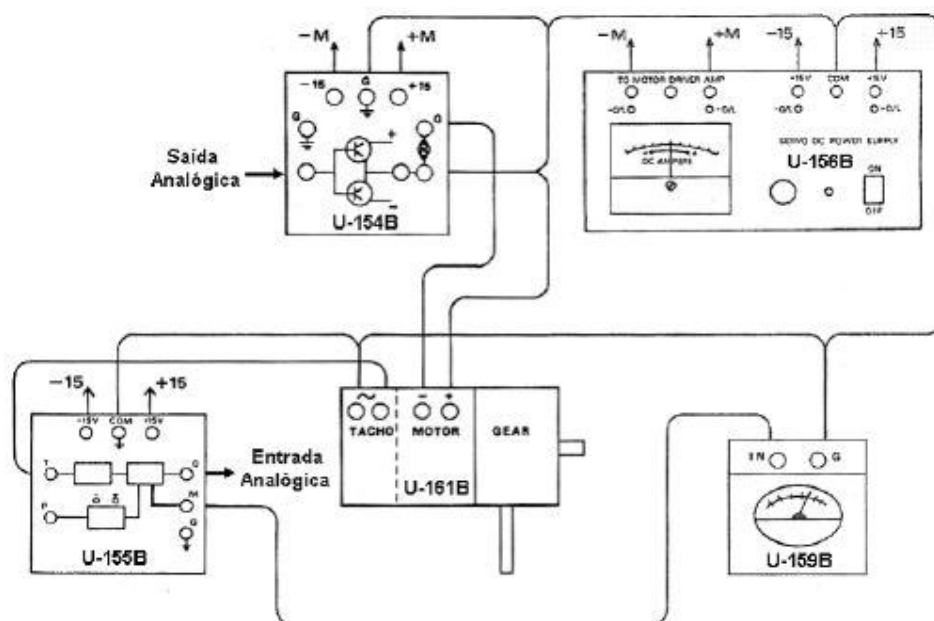 -M
+M
-15
G
+15
G
G
+
-
Saída
Analógica
U-154B
-M
+M
-15
+15
TO MOTOR DRIVER AMP
+15V
COM
+15V
-O/L
-O/L
-O/L
DC AMPERES
SERVO DC POWER SUPPLY
U-156B
ON
OFF
-15
+15
-15V
COM
+15V
T
P
M
G
Entrada
Analógica
U-155B
-
+
TACHO
MOTOR
GEAR
U-161B
IN
G
U-159B